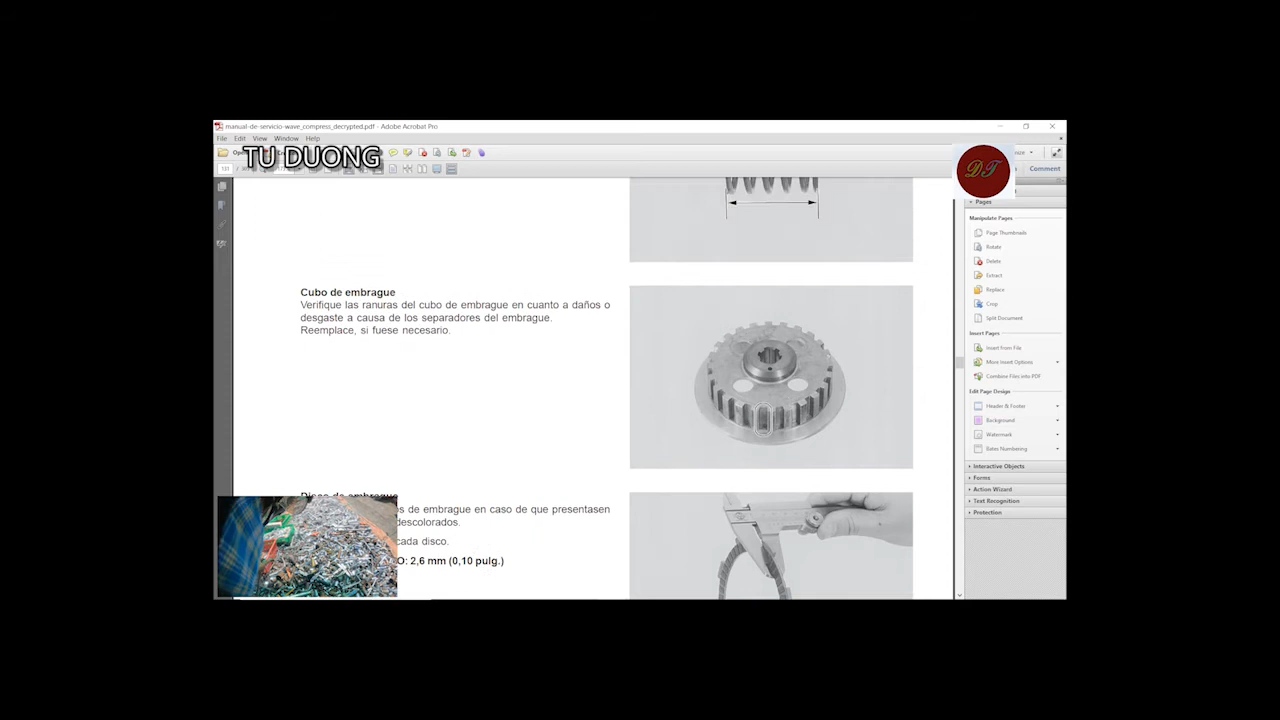 manual-de-servicio-wave_compress_decrypted.pdf - Adobe Acrobat Pro
File Edit View Window Help
TU DUONG
DT
Comment
Pages
Manipulate Pages
Page Thumbnails
Rotate
Delete
Extract
Replace
Crop
Split Document
Insert Pages
Insert from File
More Insert Options
Combine Files into PDF
Edit Page Design
Header & Footer
Background
Watermark
Bates Numbering
Interactive Objects
Forms
Action Wizard
Text Recognition
Protection
Cubo de embrague
Verifique las ranuras del cubo de embrague en cuanto a daños o
desgaste a causa de los separadores del embrague.
Reemplace, si fuese necesario.
de embrague en caso de que presentasen
descolorados.
cada disco.
2,6 mm (0,10 pulg.)